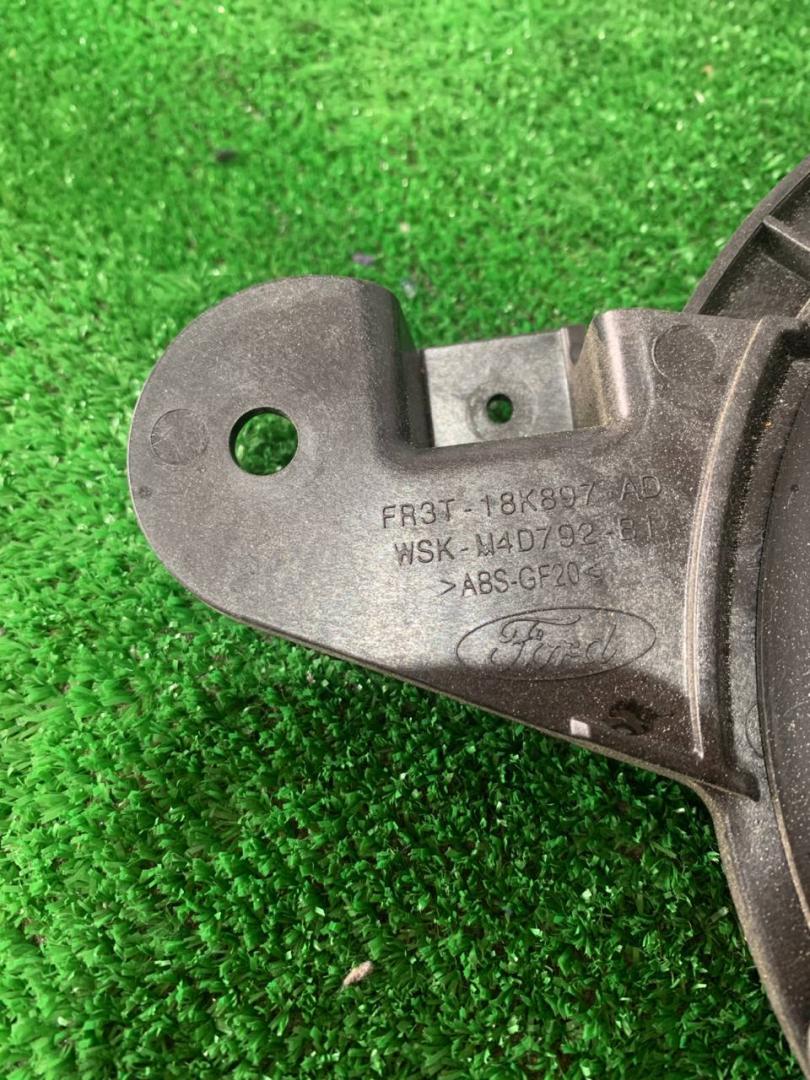 FR3T-18K897 AD
WSK-M4D792-B1
>ABS-GF20<
Ford